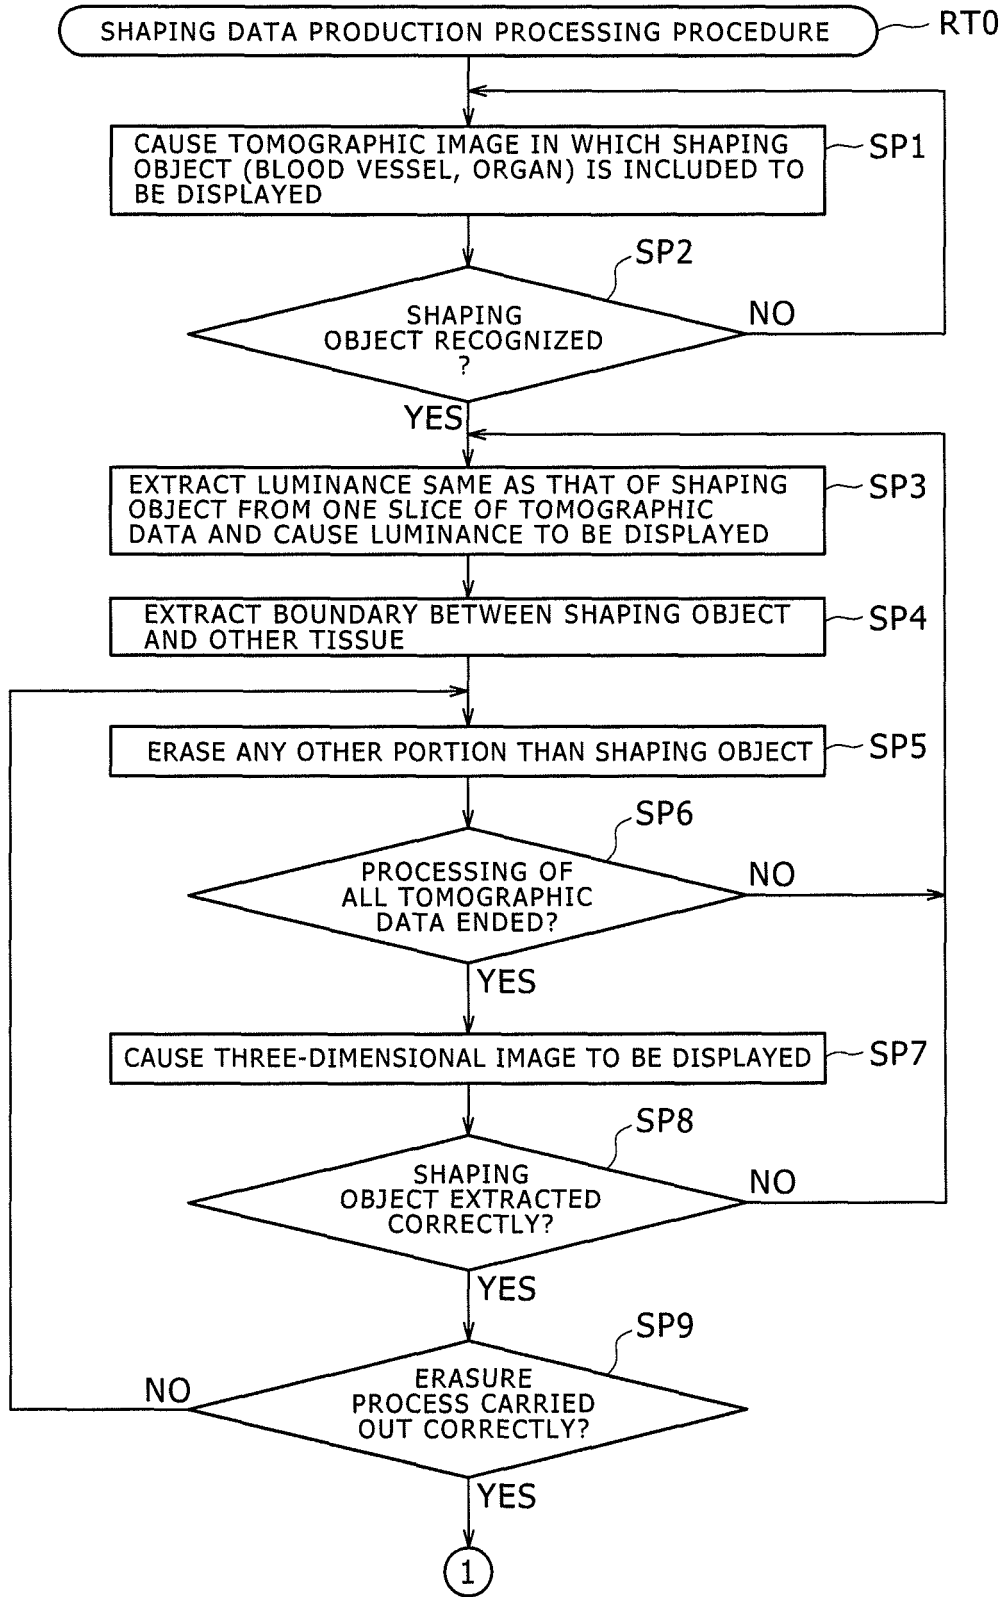 SHAPING DATA PRODUCTION PROCESSING PROCEDURE
RT0
CAUSE TOMOGRAPHIC IMAGE IN WHICH SHAPING
OBJECT (BLOOD VESSEL, ORGAN) IS INCLUDED TO
BE DISPLAYED
SP1
SP2
SHAPING
OBJECT RECOGNIZED
?
NO
YES
EXTRACT LUMINANCE SAME AS THAT OF SHAPING
OBJECT FROM ONE SLICE OF TOMOGRAPHIC
DATA AND CAUSE LUMINANCE TO BE DISPLAYED
SP3
EXTRACT BOUNDARY BETWEEN SHAPING OBJECT
AND OTHER TISSUE
SP4
ERASE ANY OTHER PORTION THAN SHAPING OBJECT
SP5
SP6
PROCESSING OF
ALL TOMOGRAPHIC
DATA ENDED?
NO
YES
CAUSE THREE-DIMENSIONAL IMAGE TO BE DISPLAYED
SP7
SP8
SHAPING
OBJECT EXTRACTED
CORRECTLY?
NO
YES
SP9
ERASURE
PROCESS CARRIED
OUT CORRECTLY?
NO
YES
1